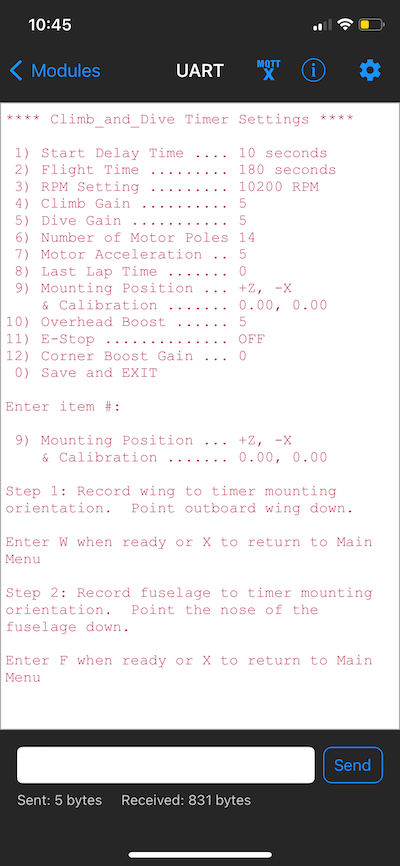 10:45
Modules
UART
MQTT
X
i
**** Climb_and_Dive Timer Settings ****
1) Start Delay Time .... 10 seconds
2) Flight Time ......... 180 seconds
3) RPM Setting ......... 10200 RPM
4) Climb Gain .......... 5
5) Dive Gain ........... 5
6) Number of Motor Poles 14
7) Motor Acceleration .. 5
8) Last Lap Time ....... 0
9) Mounting Position ... +Z, -X
& Calibration ....... 0.00, 0.00
10) Overhead Boost ...... 5
11) E-Stop .............. OFF
12) Corner Boost Gain ... 0
0) Save and EXIT
Enter item #:
9) Mounting Position ... +Z, -X
& Calibration ....... 0.00, 0.00
Step 1: Record wing to timer mounting
orientation.  Point outboard wing down.
Enter W when ready or X to return to Main
Menu
Step 2: Record fuselage to timer mounting
orientation.  Point the nose of the
fuselage down.
Enter F when ready or X to return to Main
Menu
Send
Sent: 5 bytes
Received: 831 bytes